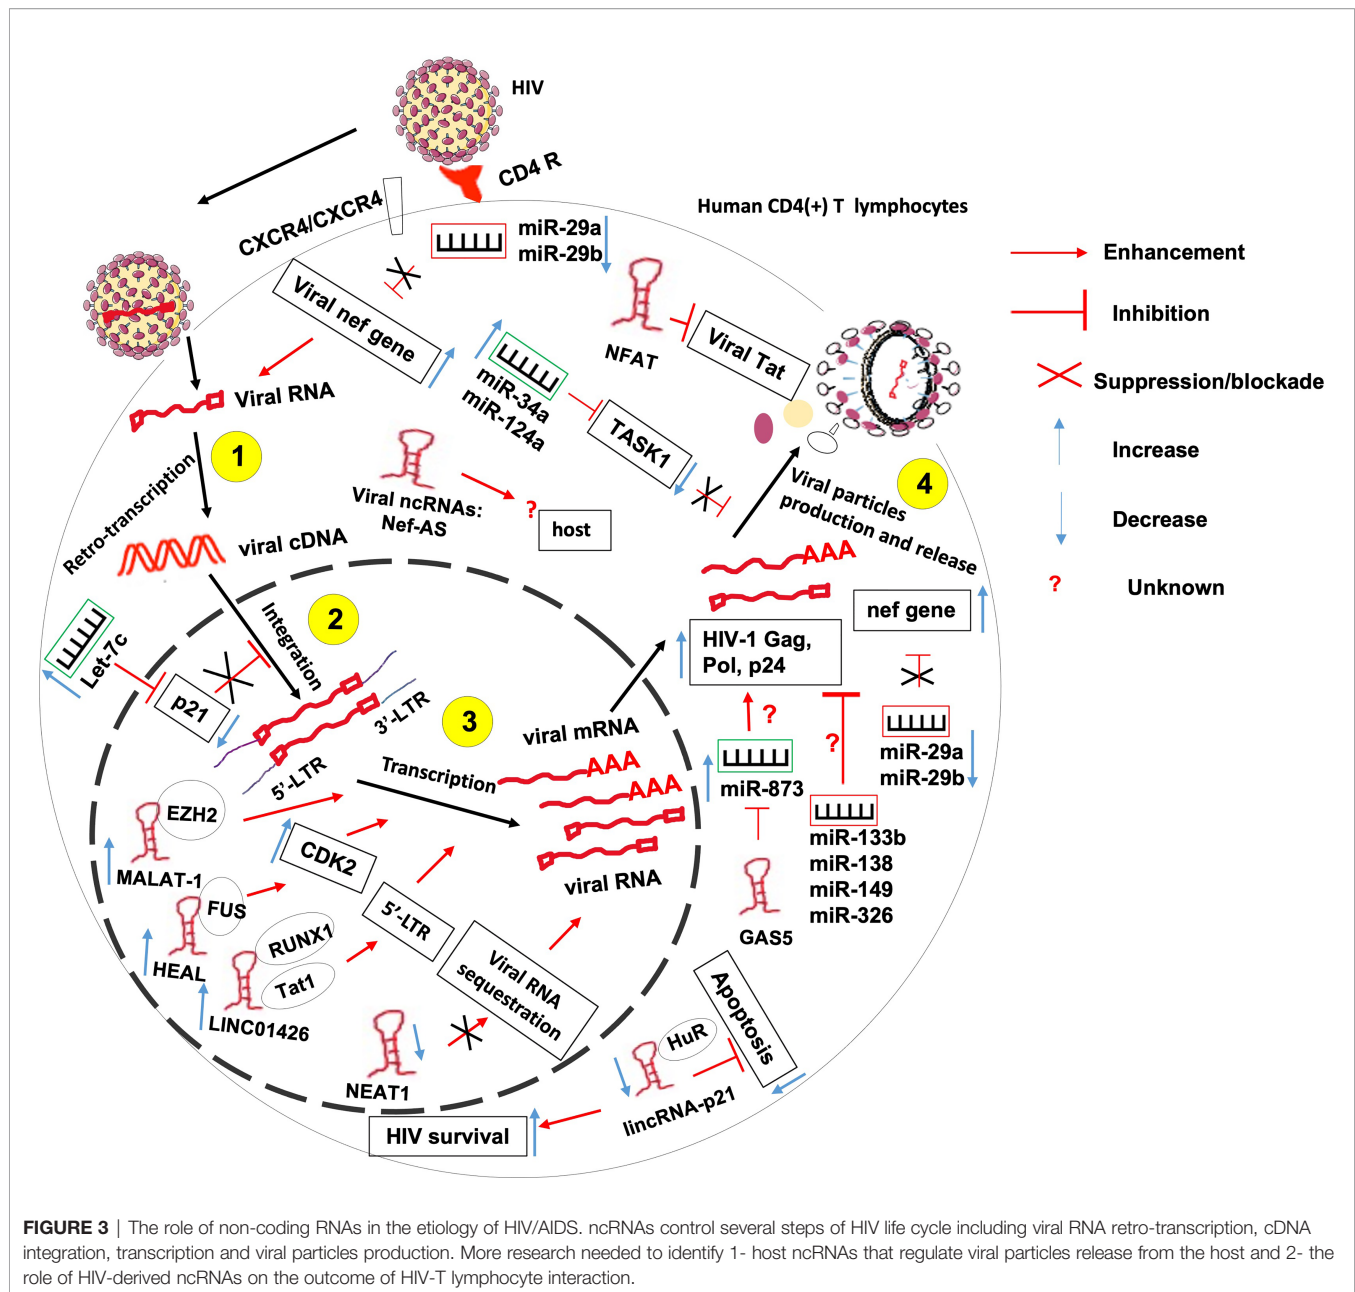 HIV
CD4 R
CXCR4/CXCR4
Human CD4(+) T lymphocytes
miR-29a
miR-29b
Viral nef gene
NFAT
Viral Tat
Viral RNA
miR-34a
miR-124a
TASK1
1
Retro-transcription
Viral ncRNAs:
Nef-AS
?
host
viral cDNA
4
Viral particles
production and release
AAA
nef gene
HIV-1 Gag,
Pol, p24
2
Integration
Let-7c
p21
3'-LTR
5'-LTR
3
Transcription
viral mRNA
AAA
AAA
viral RNA
?
?
miR-873
miR-29a
miR-29b
miR-133b
miR-138
miR-149
miR-326
GAS5
EZH2
MALAT-1
CDK2
FUS
HEAL
5'-LTR
RUNX1
Tat1
LINC01426
Viral RNA
sequestration
NEAT1
Apoptosis
HuR
lincRNA-p21
HIV survival
Enhancement
Inhibition
Suppression/blockade
Increase
Decrease
?
Unknown
FIGURE 3 | The role of non-coding RNAs in the etiology of HIV/AIDS. ncRNAs control several steps of HIV life cycle including viral RNA retro-transcription, cDNA
integration, transcription and viral particles production. More research needed to identify 1- host ncRNAs that regulate viral particles release from the host and 2- the
role of HIV-derived ncRNAs on the outcome of HIV-T lymphocyte interaction.